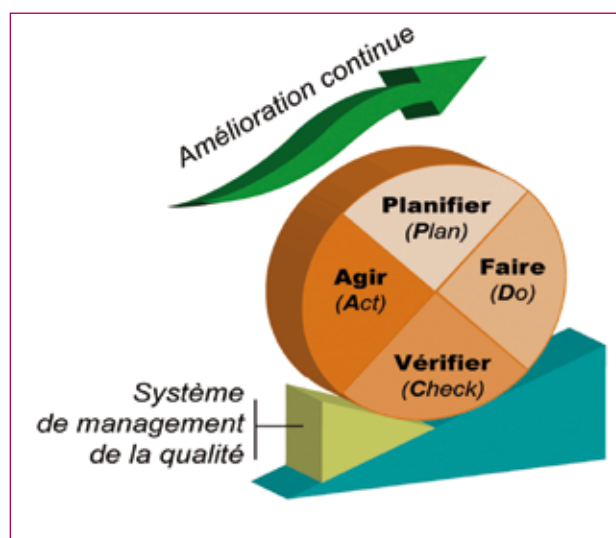 Amélioration continue
Planifier
(Plan)
Faire
(Do)
Agir
(Act)
Vérifier
(Check)
Système
de management
de la qualité